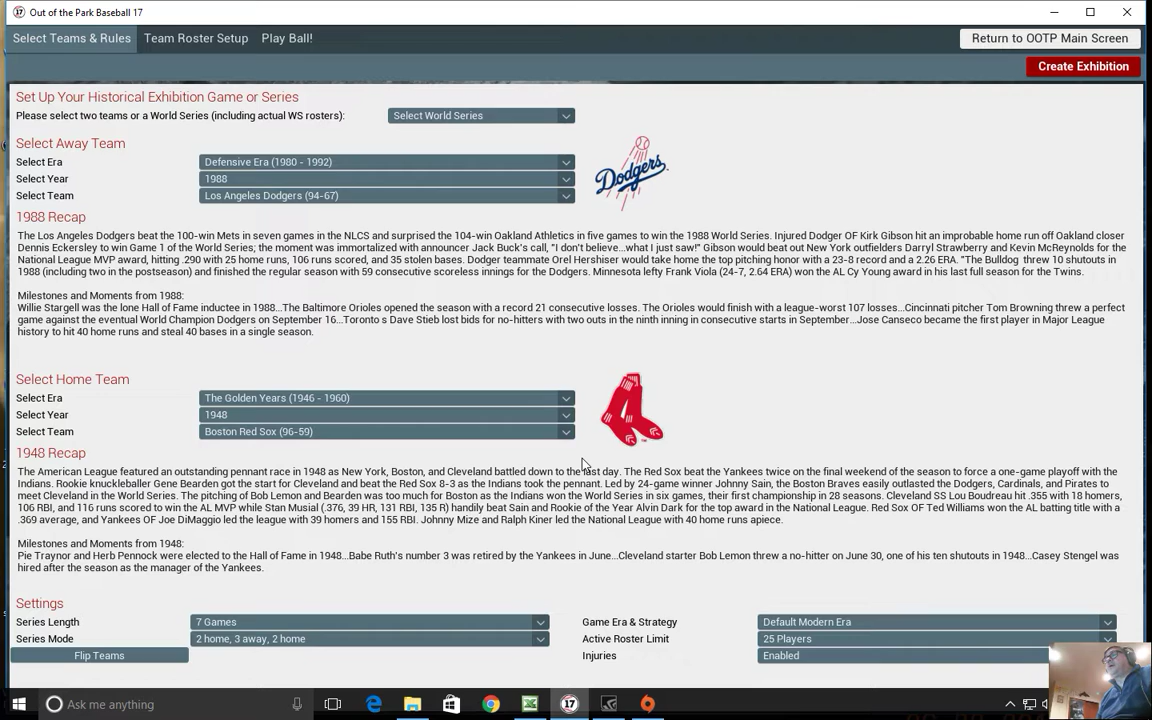 17 Out of the Park Baseball 17
Select Teams & Rules Team Roster Setup Play Ball! Return to OOTP Main Screen
Create Exhibition
Set Up Your Historical Exhibition Game or Series
Please select two teams or a World Series (including actual WS rosters): Select World Series
Select Away Team
Select Era Defensive Era (1980 - 1992)
Select Year 1988
Select Team Los Angeles Dodgers (94-67)
Dodgers
1988 Recap
The Los Angeles Dodgers beat the 100-win Mets in seven games in the NLCS and surprised the 104-win Oakland Athletics in five games to win the 1988 World Series. Injured Dodger OF Kirk Gibson hit an improbable home run off Oakland closer
Dennis Eckersley to win Game 1 of the World Series; the moment was immortalized with announcer Jack Buck's call, "I don't believe...what I just saw!" Gibson would beat out New York outfielders Darryl Strawberry and Kevin McReynolds for the
National League MVP award, hitting .290 with 25 home runs, 106 runs scored, and 35 stolen bases. Dodger teammate Orel Hershiser would take home the top pitching honor with a 23-8 record and a 2.26 ERA. "The Bulldog  threw 10 shutouts in
1988 (including two in the postseason) and finished the regular season with 59 consecutive scoreless innings for the Dodgers. Minnesota lefty Frank Viola (24-7, 2.64 ERA) won the AL Cy Young award in his last full season for the Twins.
Milestones and Moments from 1988:
Willie Stargell was the lone Hall of Fame inductee in 1988...The Baltimore Orioles opened the season with a record 21 consecutive losses. The Orioles would finish with a league-worst 107 losses...Cincinnati pitcher Tom Browning threw a perfect
game against the eventual World Champion Dodgers on September 16...Toronto s Dave Stieb lost bids for no-hitters with two outs in the ninth inning in consecutive starts in September...Jose Canseco became the first player in Major League
history to hit 40 home runs and steal 40 bases in a single season.
Select Home Team
Select Era The Golden Years (1946 - 1960)
Select Year 1948
Select Team Boston Red Sox (96-59)
1948 Recap
The American League featured an outstanding pennant race in 1948 as New York, Boston, and Cleveland battled down to the last day. The Red Sox beat the Yankees twice on the final weekend of the season to force a one-game playoff with the
Indians. Rookie knuckleballer Gene Bearden got the start for Cleveland and beat the Red Sox 8-3 as the Indians took the pennant. Led by 24-game winner Johnny Sain, the Boston Braves easily outlasted the Dodgers, Cardinals, and Pirates to
meet Cleveland in the World Series. The pitching of Bob Lemon and Bearden was too much for Boston as the Indians won the World Series in six games, their first championship in 28 seasons. Cleveland SS Lou Boudreau hit .355 with 18 homers,
106 RBI, and 116 runs scored to win the AL MVP while Stan Musial (.376, 39 HR, 131 RBI, 135 R) handily beat Sain and Rookie of the Year Alvin Dark for the top award in the National League. Red Sox OF Ted Williams won the AL batting title with a
.369 average, and Yankees OF Joe DiMaggio led the league with 39 homers and 155 RBI. Johnny Mize and Ralph Kiner led the National League with 40 home runs apiece.
Milestones and Moments from 1948:
Pie Traynor and Herb Pennock were elected to the Hall of Fame in 1948...Babe Ruth's number 3 was retired by the Yankees in June...Cleveland starter Bob Lemon threw a no-hitter on June 30, one of his ten shutouts in 1948...Casey Stengel was
hired after the season as the manager of the Yankees.
Settings
Series Length 7 Games Game Era & Strategy Default Modern Era
Series Mode 2 home, 3 away, 2 home Active Roster Limit 25 Players
Flip Teams Injuries Enabled
Ask me anything 17